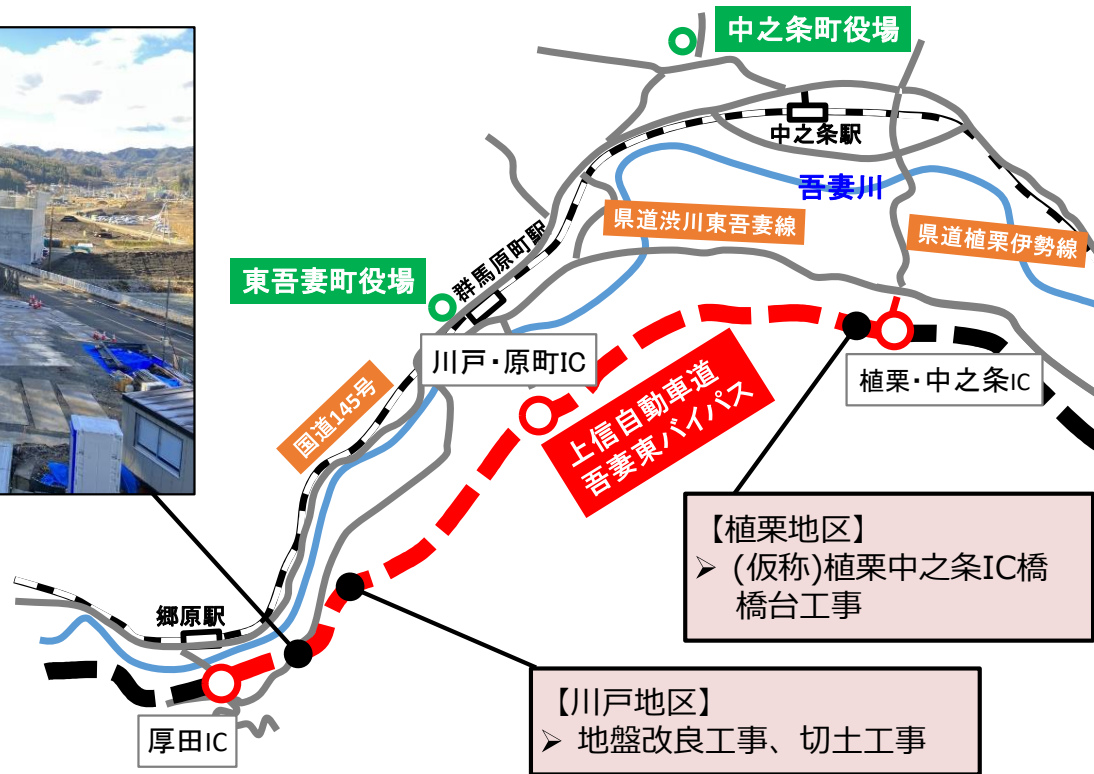 中之条町役場
中之条駅
吾妻川
県道渋川東吾妻線
県道植栗伊勢線
群馬原町駅
東吾妻町役場
川戸・原町IC
植栗・中之条IC
国道145号
上信自動車道
吾妻東バイパス
【植栗地区】
➢ (仮称)植栗中之条IC橋
橋台工事
郷原駅
厚田IC
【川戸地区】
➢ 地盤改良工事、切土工事